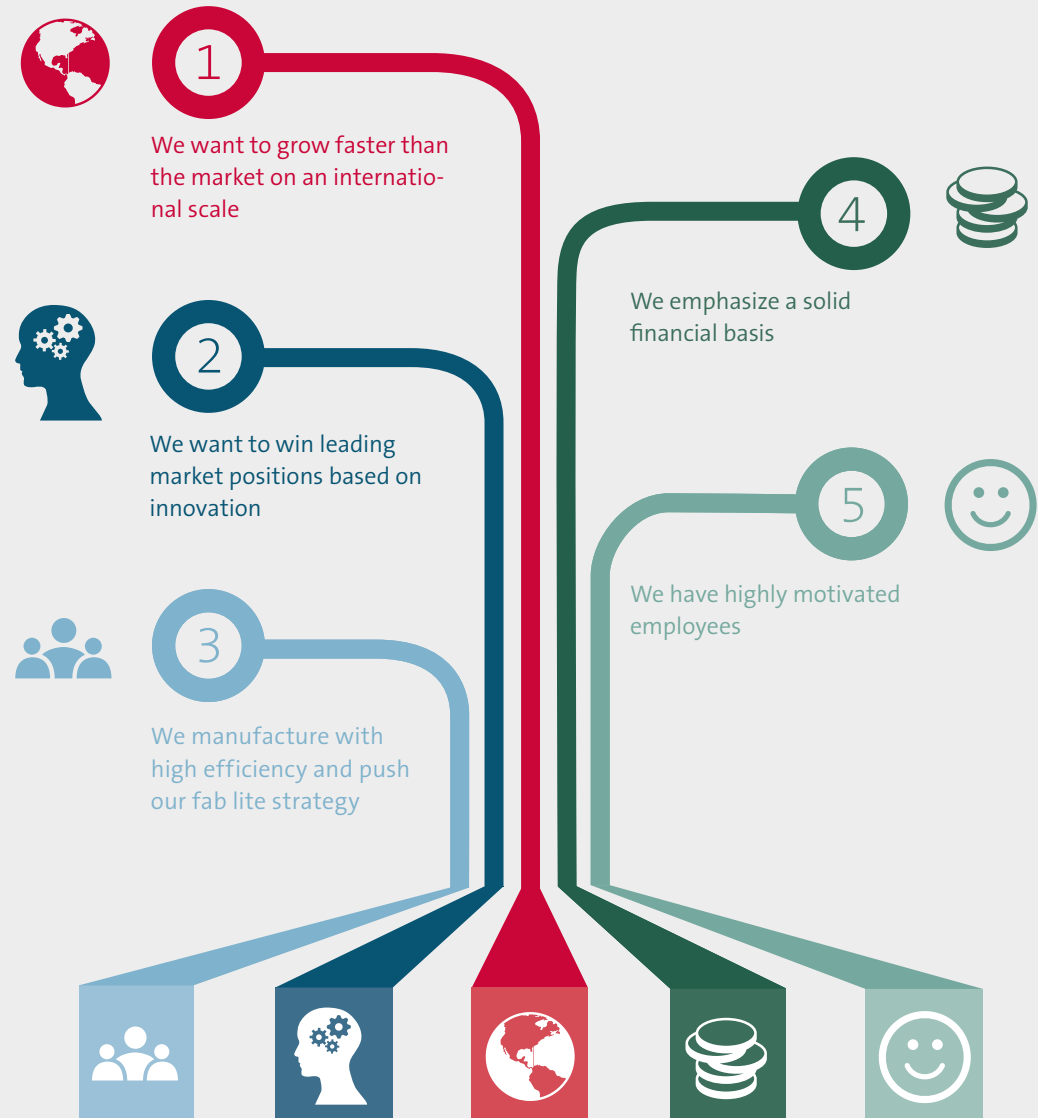 1
We want to grow faster than
the market on an internatio-
nal scale
2
We want to win leading
market positions based on
innovation
3
We manufacture with
high efficiency and push
our fab lite strategy
4
We emphasize a solid
financial basis
5
We have highly motivated
employees